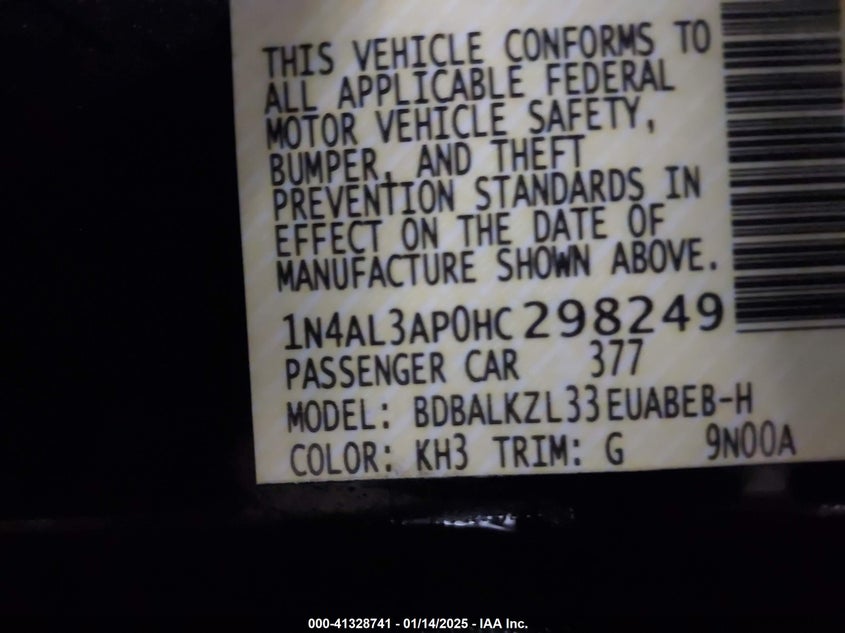 THIS VEHICLE CONFORMS TO
ALL APPLICABLE FEDERAL
MOTOR VEHICLE SAFETY,
BUMPER, AND THEFT
PREVENTION STANDARDS IN
EFFECT ON THE DATE OF
MANUFACTURE SHOWN ABOVE.
1N4AL3AP0HC298249
PASSENGER CAR 377
MODEL: BDBALKZL33EUABEB-H
COLOR: KH3 TRIM: G 9N00A
000-41328741 - 01/14/2025 - IAA Inc.